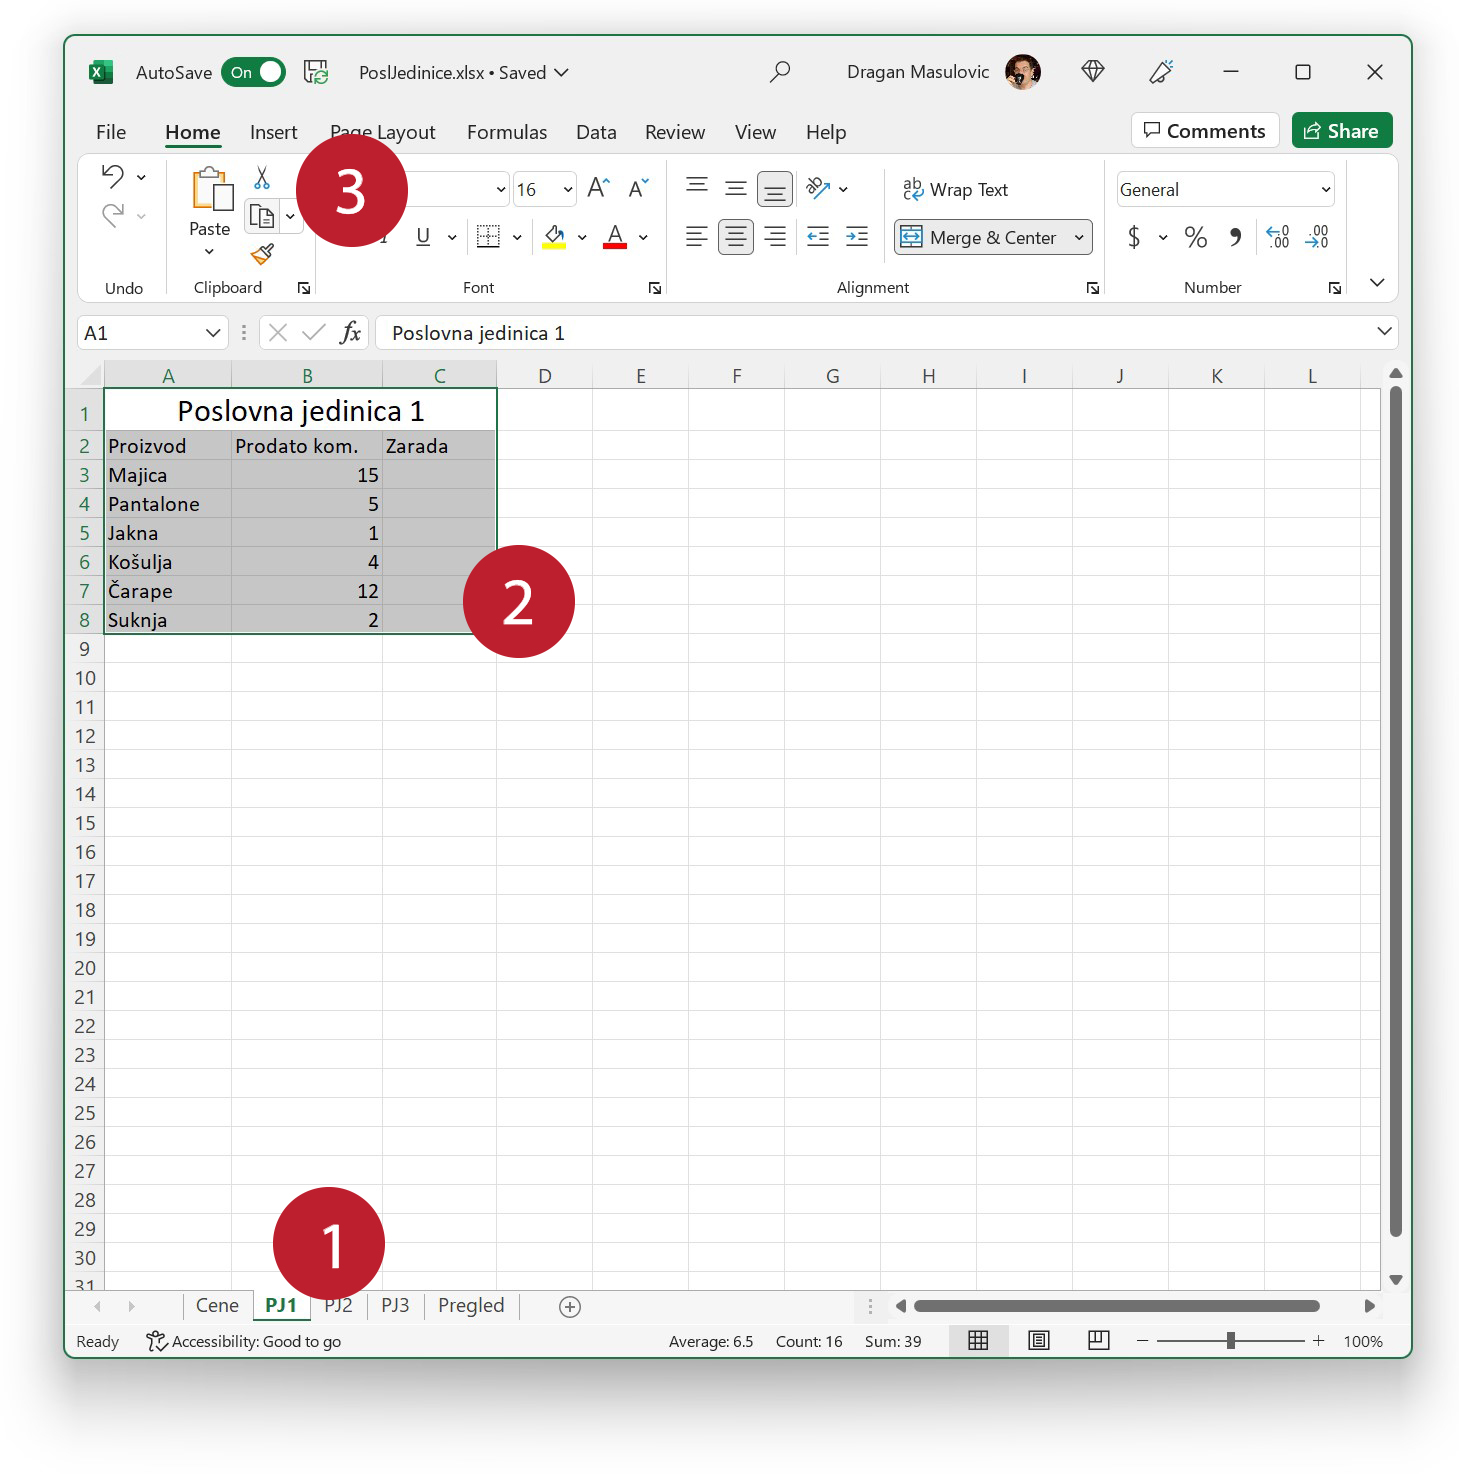 AutoSave On PoslJedinice.xlsx • Saved Dragan Masulovic
File Home Insert Page Layout Formulas Data Review View Help Comments Share
3
16 ab Wrap Text General
Paste U A Merge & Center $ % 9 .00
Undo Clipboard Font Alignment Number
A1 fx Poslovna jedinica 1
A B C D E F G H I J K L
1 Poslovna jedinica 1
2 Proizvod Prodato kom. Zarada
3 Majica 15
4 Pantalone 5
5 Jakna 1
6 Košulja 4
7 Čarape 12
8 Suknja 2
2
9
10
11
12
13
14
15
16
17
18
19
20
21
22
23
24
25
26
27
28
29
30
31
1
Cene PJ1 PJ2 PJ3 Pregled
Ready Accessibility: Good to go Average: 6.5 Count: 16 Sum: 39 100%